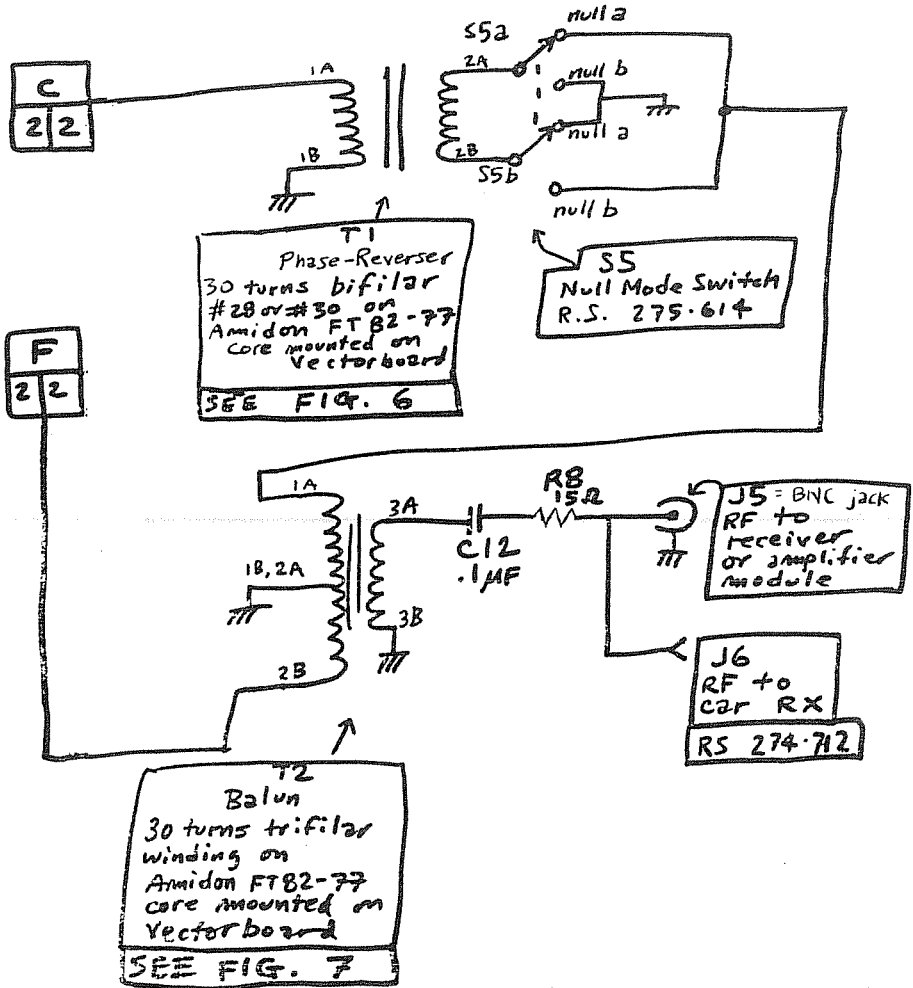 null a
S5a
1A
2A
C
2 2
null b
null a
1B
2B
S5b
null b
T1
Phase-Reverser
30 turns bifilar
#28 or #30 on
Amidon FT 82-77
core mounted on
Vectorboard
SEE FIG. 6
S5
Null Mode Switch
R.S. 275-614
F
2 2
1A
3A
R8
15Ω
C12
.1µF
J5 = BNC jack
RF to
receiver
or amplifier
module
1B, 2A
3B
2B
J6
RF to
car RX
RS 274-712
T2
Balun
30 turns trifilar
winding on
Amidon FT82-77
core mounted on
Vectorboard
SEE FIG. 7